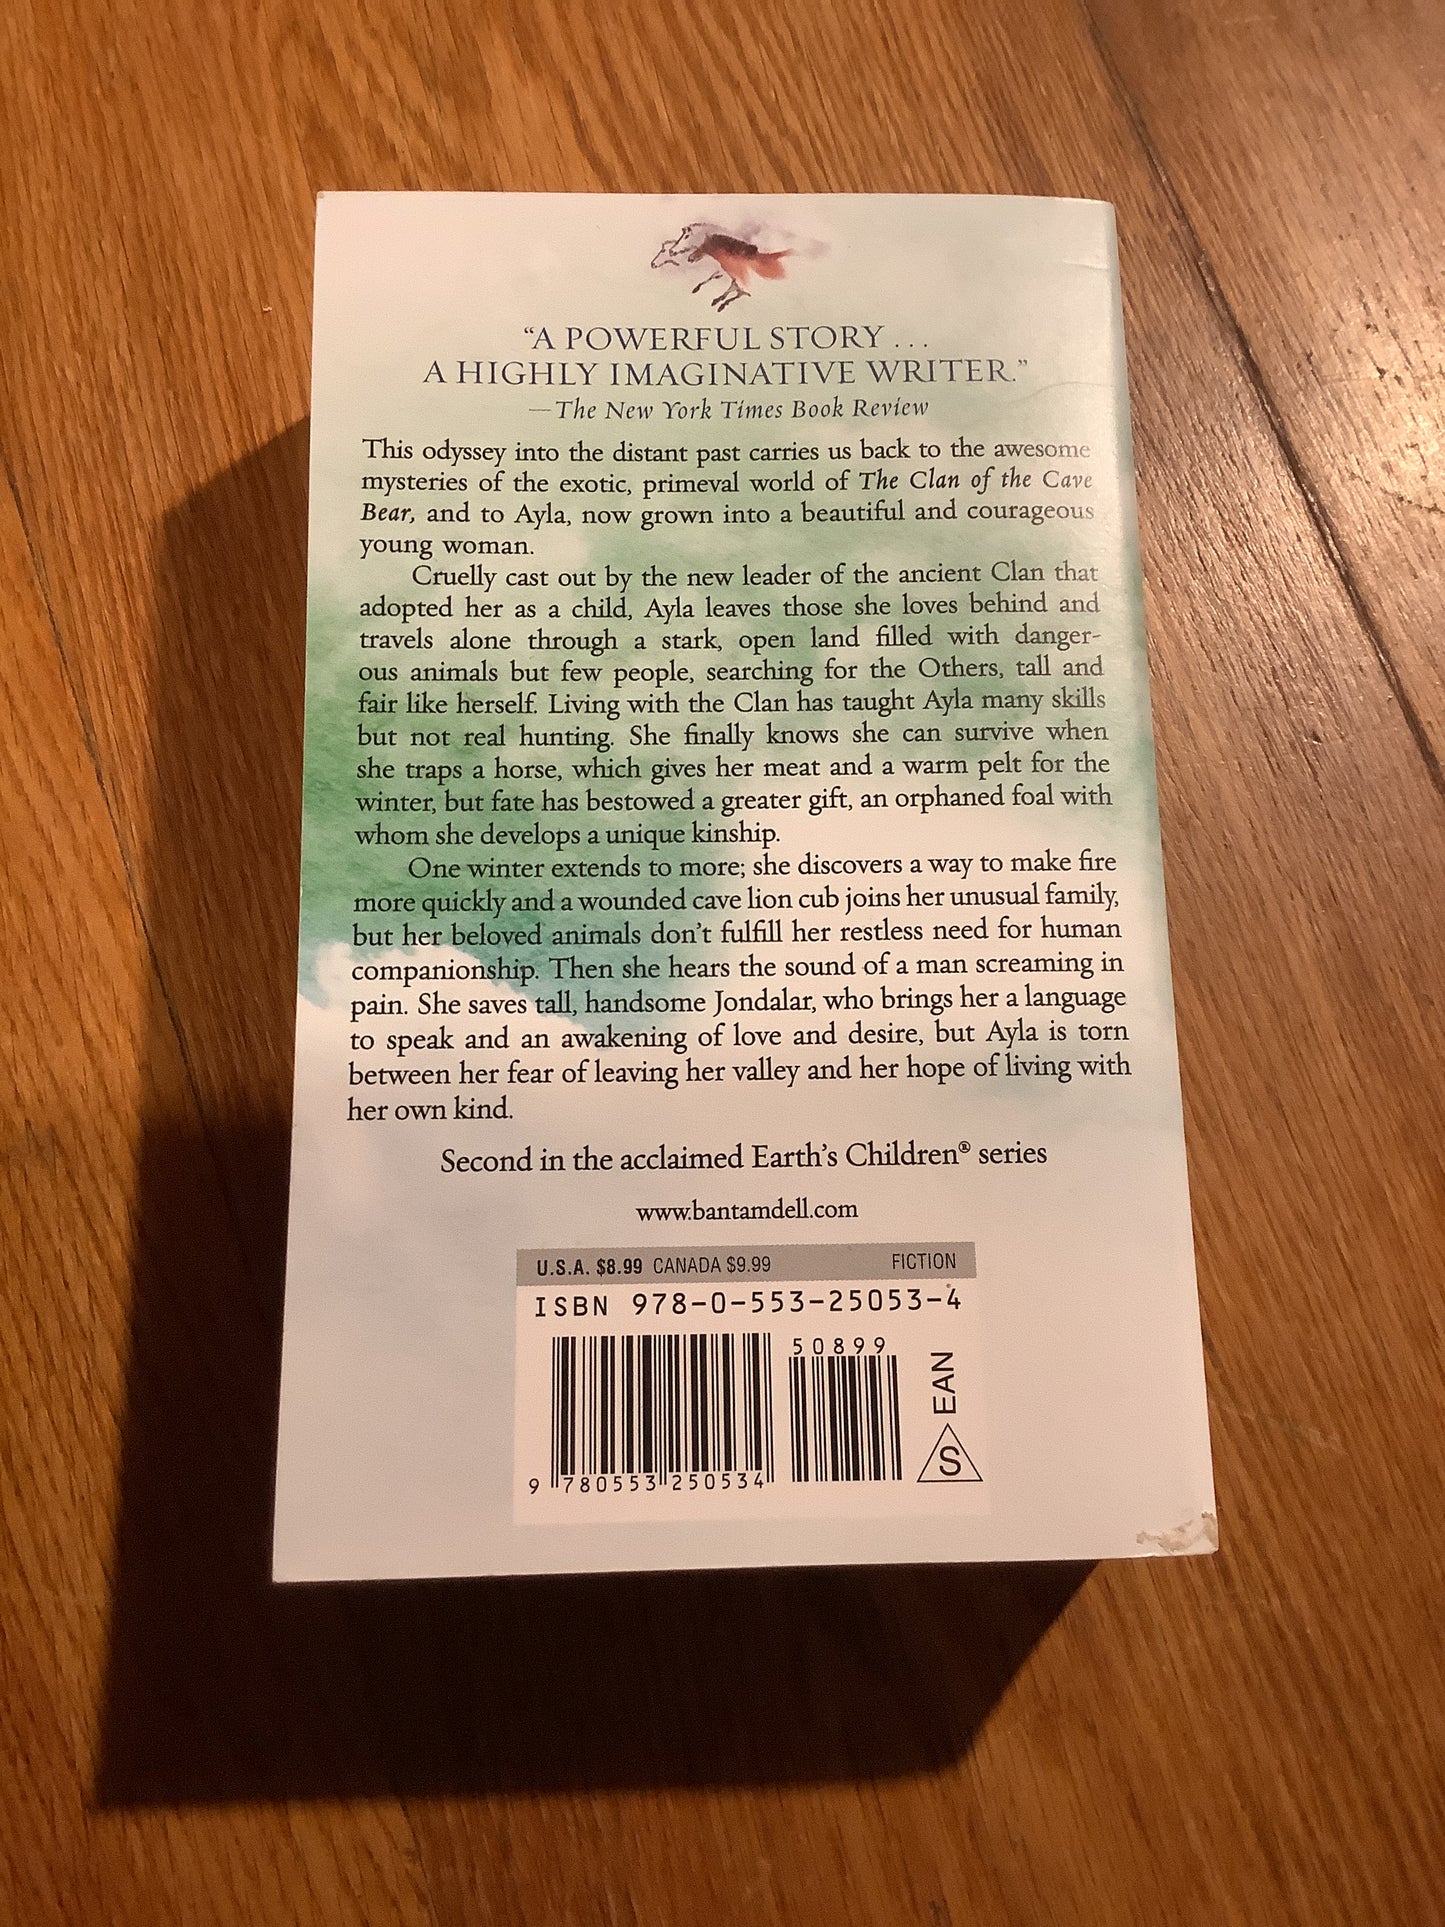 “A POWERFUL STORY . . .
A HIGHLY IMAGINATIVE WRITER.”
—The New York Times Book Review
This odyssey into the distant past carries us back to the awesome
mysteries of the exotic, primeval world of The Clan of the Cave
Bear, and to Ayla, now grown into a beautiful and courageous
young woman.
Cruelly cast out by the new leader of the ancient Clan that
adopted her as a child, Ayla leaves those she loves behind and
travels alone through a stark, open land filled with danger-
ous animals but few people, searching for the Others, tall and
fair like herself. Living with the Clan has taught Ayla many skills
but not real hunting. She finally knows she can survive when
she traps a horse, which gives her meat and a warm pelt for the
winter, but fate has bestowed a greater gift, an orphaned foal with
whom she develops a unique kinship.
One winter extends to more; she discovers a way to make fire
more quickly and a wounded cave lion cub joins her unusual family,
but her beloved animals don’t fulfill her restless need for human
companionship. Then she hears the sound of a man screaming in
pain. She saves tall, handsome Jondalar, who brings her a language
to speak and an awakening of love and desire, but Ayla is torn
between her fear of leaving her valley and her hope of living with
her own kind.
Second in the acclaimed Earth’s Children® series
www.bantamdell.com
U.S.A. $8.99 CANADA $9.99 FICTION
ISBN 978-0-553-25053-4
50899
EAN
S
9 780553 250534